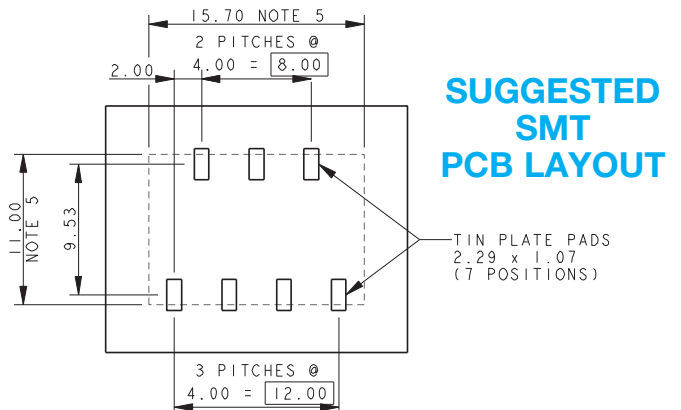 15.70 NOTE 5
2 PITCHES @
2.00
4.00 = 8.00
SUGGESTED
SMT
PCB LAYOUT
11.00
NOTE 5
9.53
TIN PLATE PADS
2.29 x 1.07
(7 POSITIONS)
3 PITCHES @
4.00 = 12.00